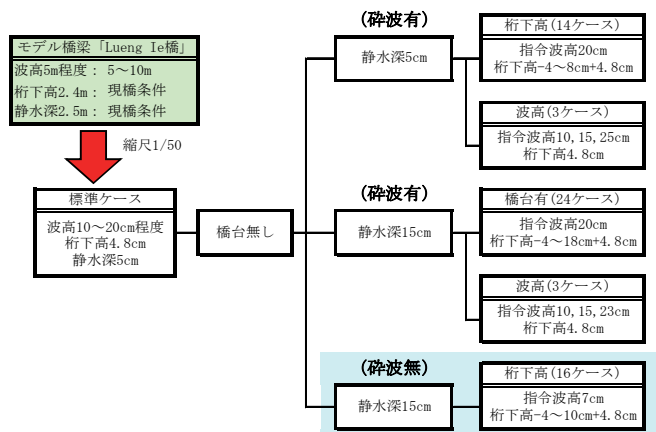 モデル橋梁「Lueng Ie橋」
波高5m程度： 5～10m
桁下高2.4m： 現橋条件
静水深2.5m： 現橋条件
縮尺1/50
標準ケース
波高10～20cm程度
桁下高4.8cm
静水深5cm
橋台無し
(砕波有)
静水深5cm
桁下高(14ケース)
指令波高20cm
桁下高-4～8cm+4.8cm
波高(3ケース)
指令波高10,15,25cm
桁下高4.8cm
(砕波有)
静水深15cm
橋台有(24ケース)
指令波高20cm
桁下高-4～18cm+4.8cm
波高(3ケース)
指令波高10,15,23cm
桁下高4.8cm
(砕波無)
静水深15cm
桁下高(16ケース)
指令波高7cm
桁下高-4～10cm+4.8cm